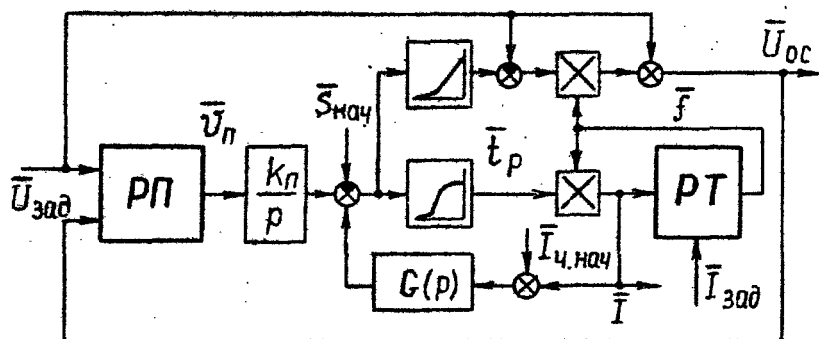 U̅ос
S̅нач
f̅
υ̅п
t̅р
U̅зад
РП
Kп
p
РТ
I̅ч.нач
G(p)
I̅
I̅зад